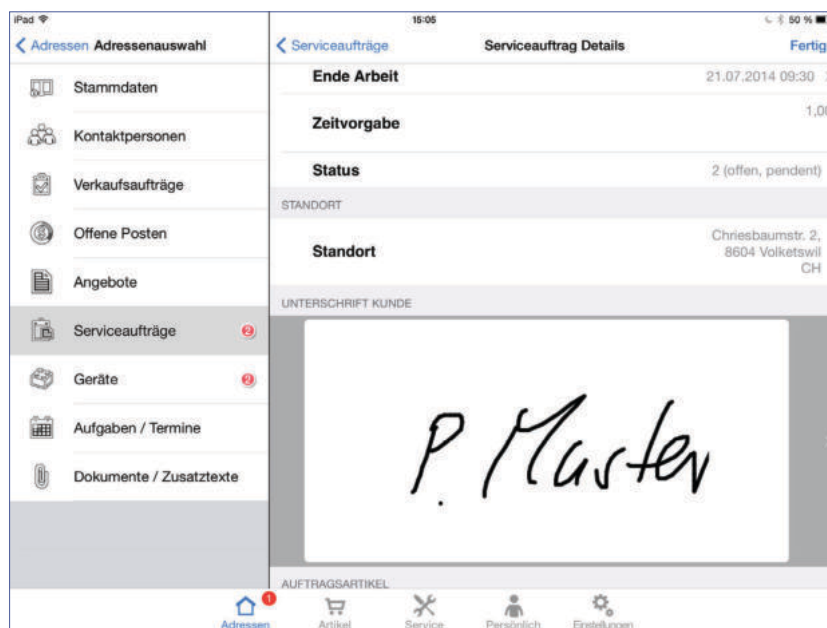 iPad 15:05 50 %
Adressen Adressenauswahl
Stammdaten
Kontaktpersonen
Verkaufsaufträge
Offene Posten
Angebote
Serviceaufträge 2
Geräte 2
Aufgaben / Termine
Dokumente / Zusatztexte
Serviceaufträge Serviceauftrag Details Fertig
Ende Arbeit 21.07.2014 09:30
Zeitvorgabe 1,00
Status 2 (offen, pendent)
STANDORT
Standort Chriesbaumstr. 2,
8604 Volketswil
CH
UNTERSCHRIFT KUNDE
P. Muster
AUFTRAGSARTIKEL
Adressen 1 Artikel Service Persönlich Einstellungen